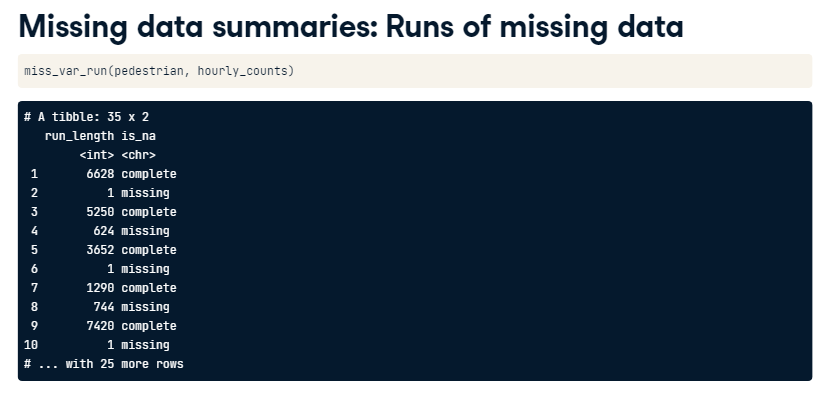 Missing data summaries: Runs of missing data
miss_var_run(pedestrian, hourly_counts)
# A tibble: 35 x 2
   run_length is_na
        <int> <chr>
 1       6628 complete
 2          1 missing
 3       5250 complete
 4        624 missing
 5       3652 complete
 6          1 missing
 7       1290 complete
 8        744 missing
 9       7420 complete
10          1 missing
# ... with 25 more rows